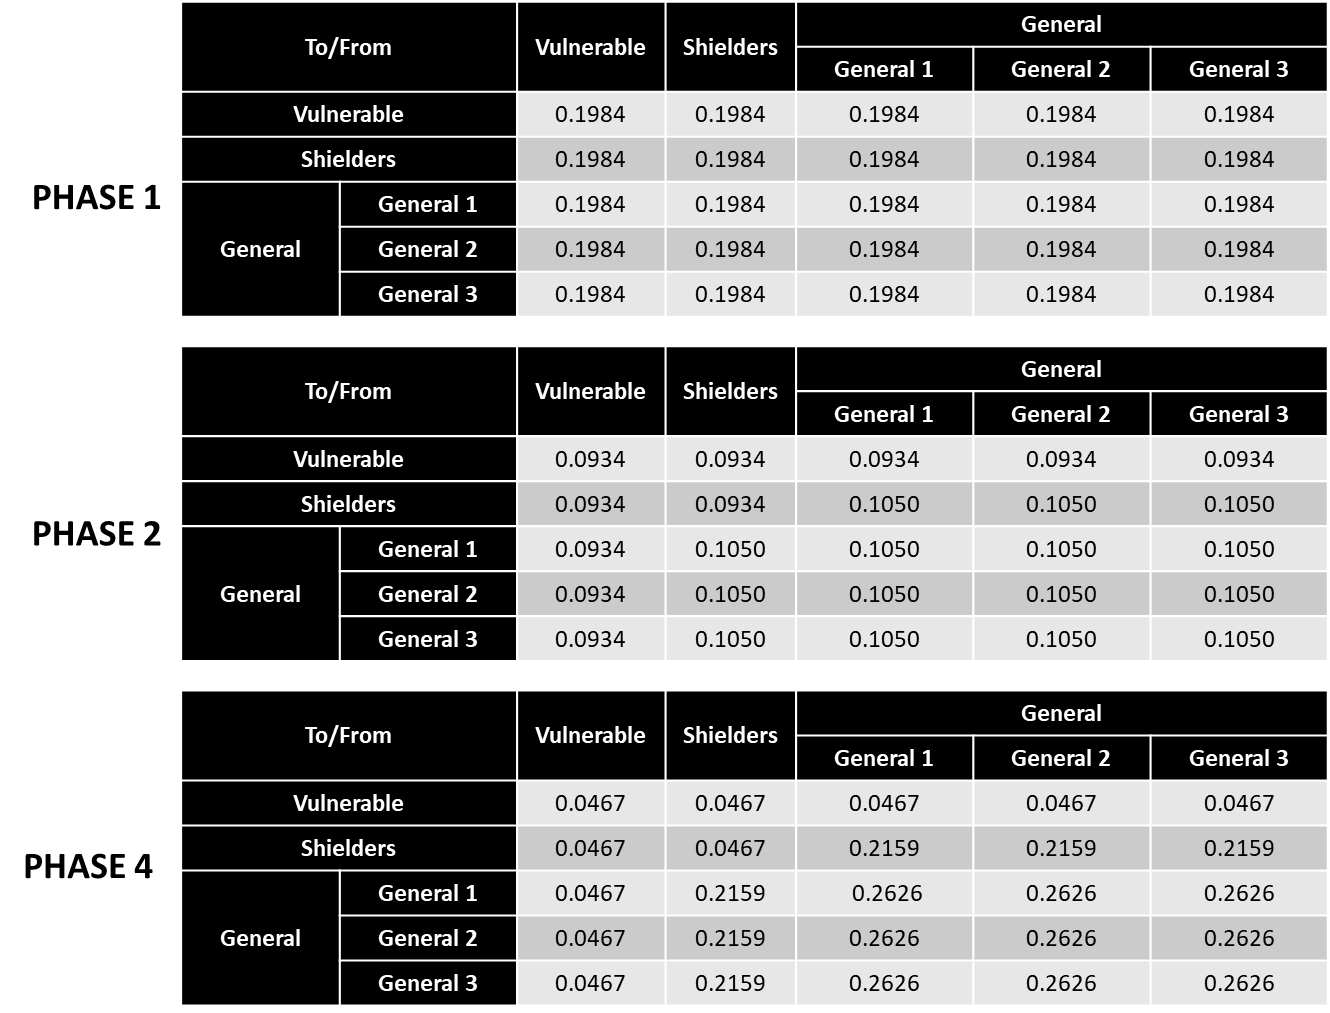 To/From Vulnerable Shielders General
General 1 General 2 General 3
Vulnerable 0.1984 0.1984 0.1984 0.1984 0.1984
Shielders 0.1984 0.1984 0.1984 0.1984 0.1984
PHASE 1
General 1 0.1984 0.1984 0.1984 0.1984 0.1984
General General 2 0.1984 0.1984 0.1984 0.1984 0.1984
General 3 0.1984 0.1984 0.1984 0.1984 0.1984
To/From Vulnerable Shielders General
General 1 General 2 General 3
Vulnerable 0.0934 0.0934 0.0934 0.0934 0.0934
Shielders 0.0934 0.0934 0.1050 0.1050 0.1050
PHASE 2
General 1 0.0934 0.1050 0.1050 0.1050 0.1050
General General 2 0.0934 0.1050 0.1050 0.1050 0.1050
General 3 0.0934 0.1050 0.1050 0.1050 0.1050
To/From Vulnerable Shielders General
General 1 General 2 General 3
Vulnerable 0.0467 0.0467 0.0467 0.0467 0.0467
Shielders 0.0467 0.0467 0.2159 0.2159 0.2159
PHASE 4
General 1 0.0467 0.2159 0.2626 0.2626 0.2626
General General 2 0.0467 0.2159 0.2626 0.2626 0.2626
General 3 0.0467 0.2159 0.2626 0.2626 0.2626